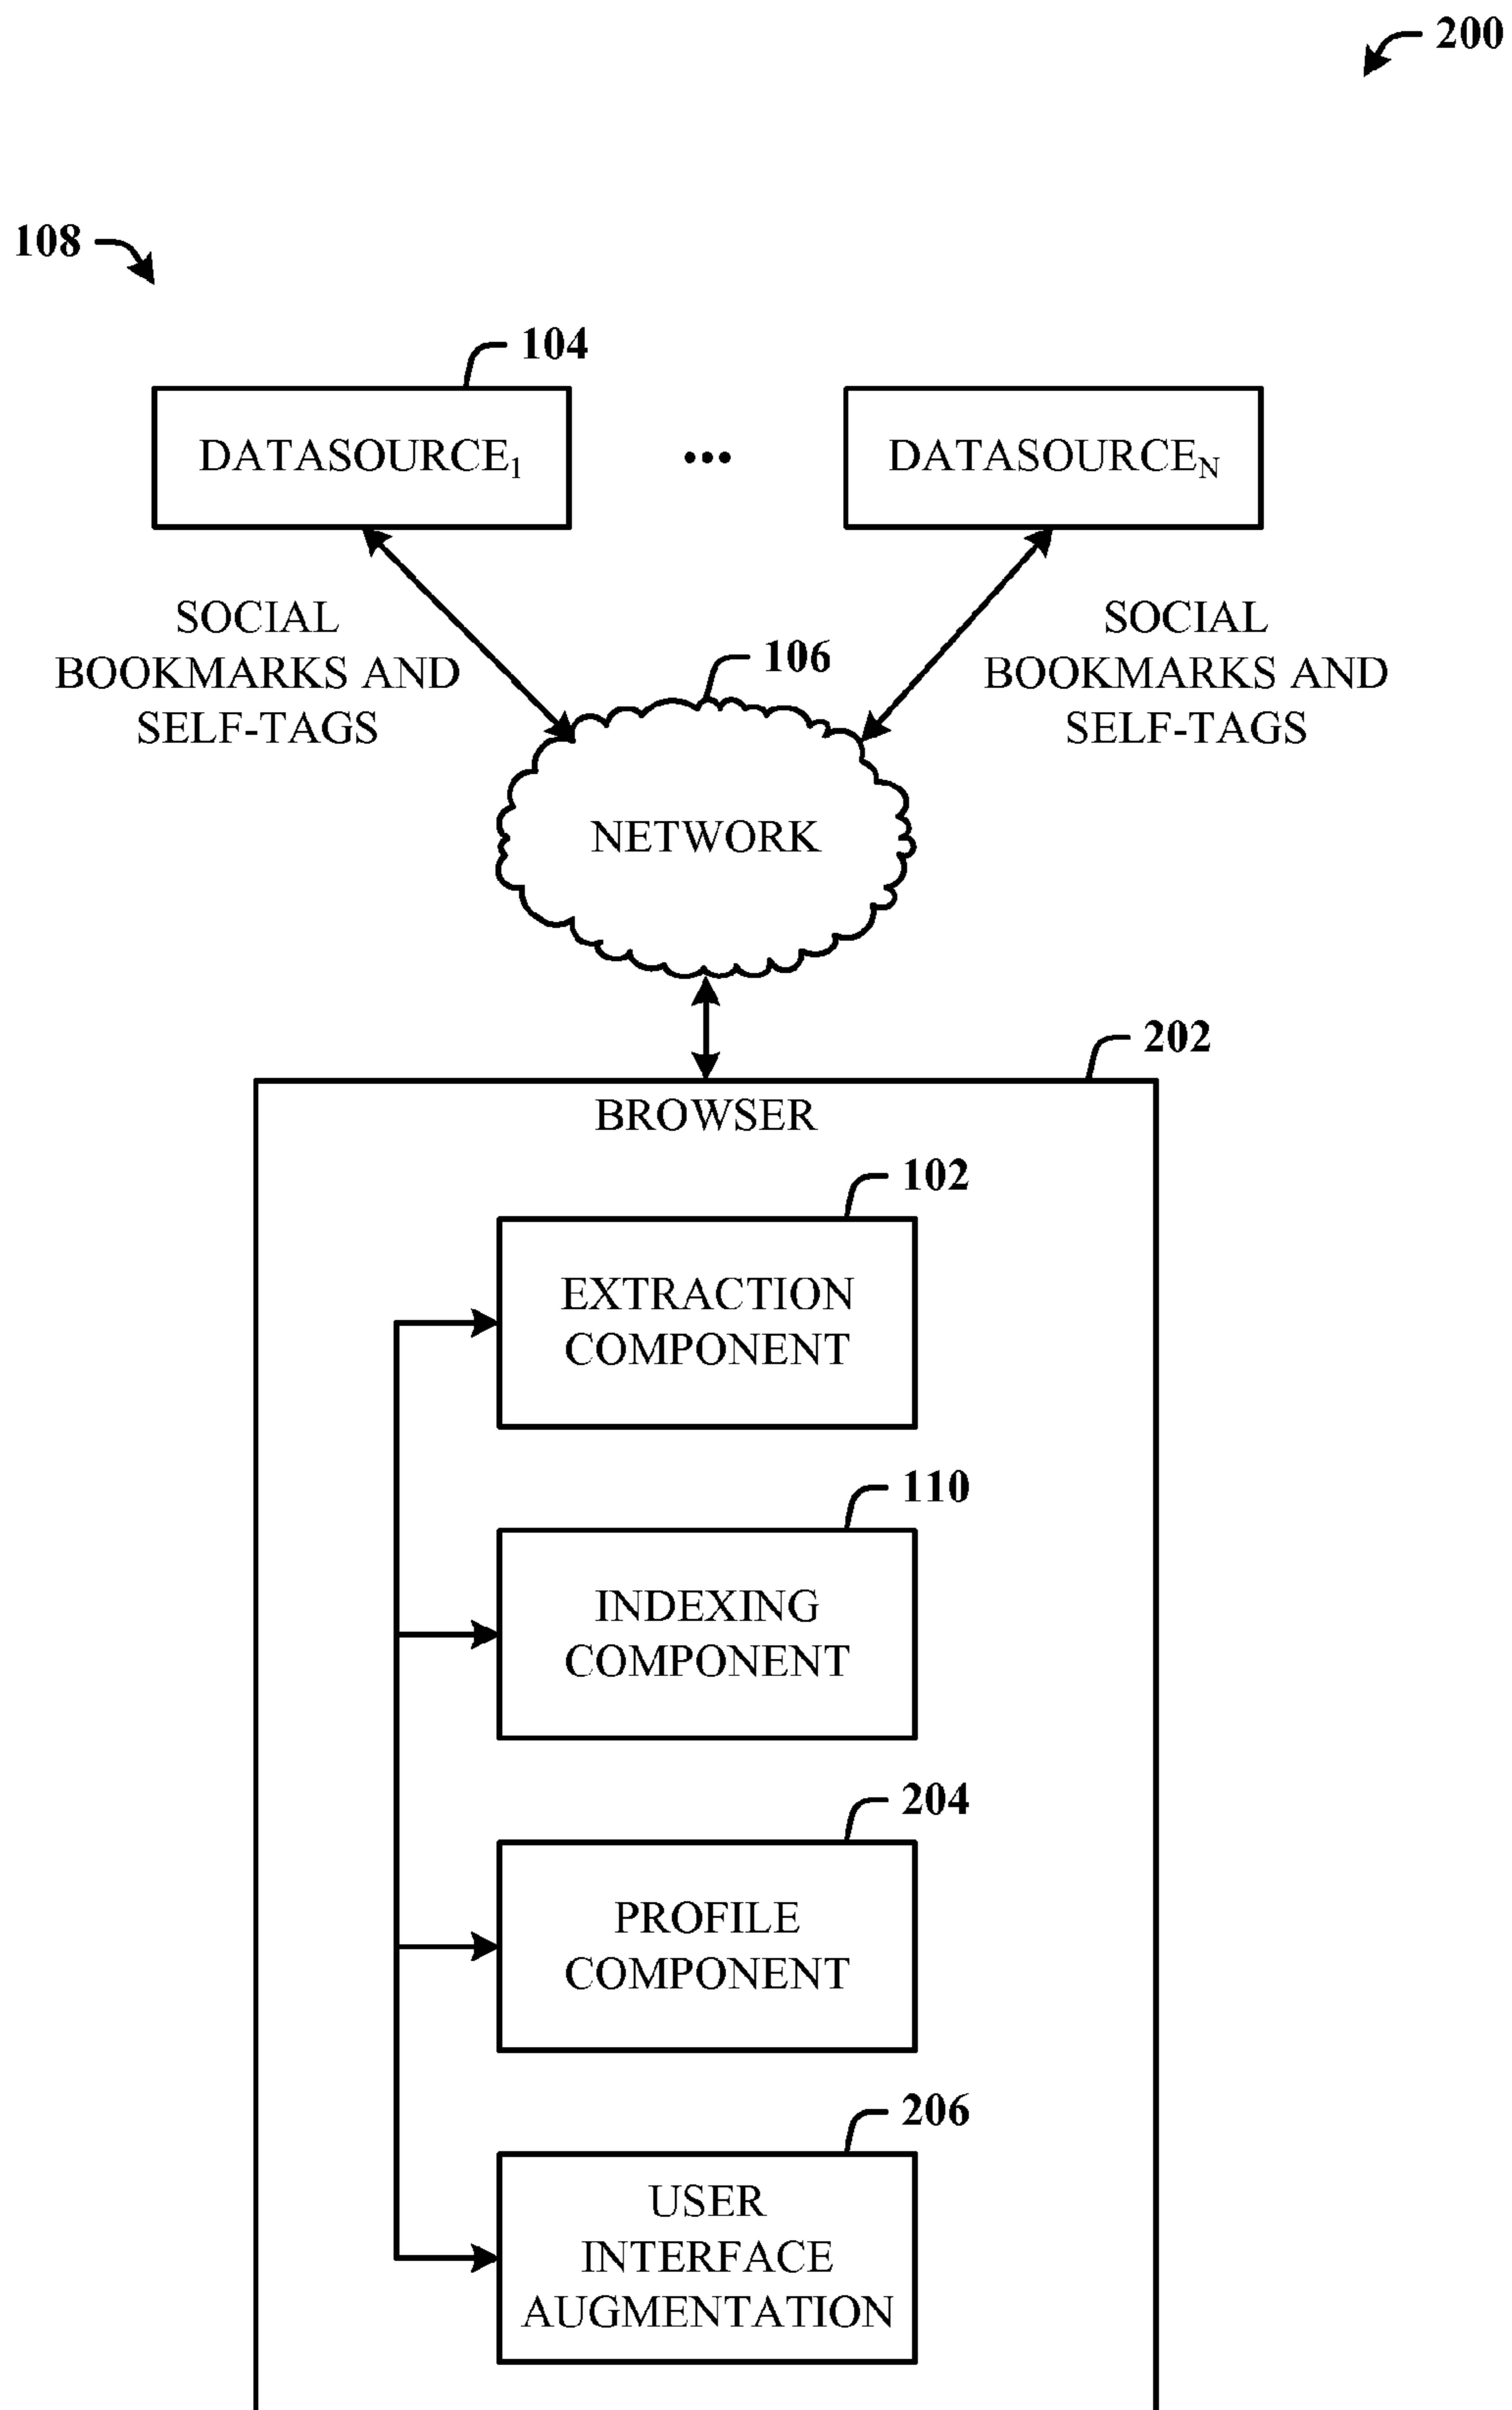 200
108
104
DATASOURCE1
...
DATASOURCEN
SOCIAL
BOOKMARKS AND
SELF-TAGS
SOCIAL
BOOKMARKS AND
SELF-TAGS
106
NETWORK
202
BROWSER
102
EXTRACTION
COMPONENT
110
INDEXING
COMPONENT
204
PROFILE
COMPONENT
206
USER
INTERFACE
AUGMENTATION